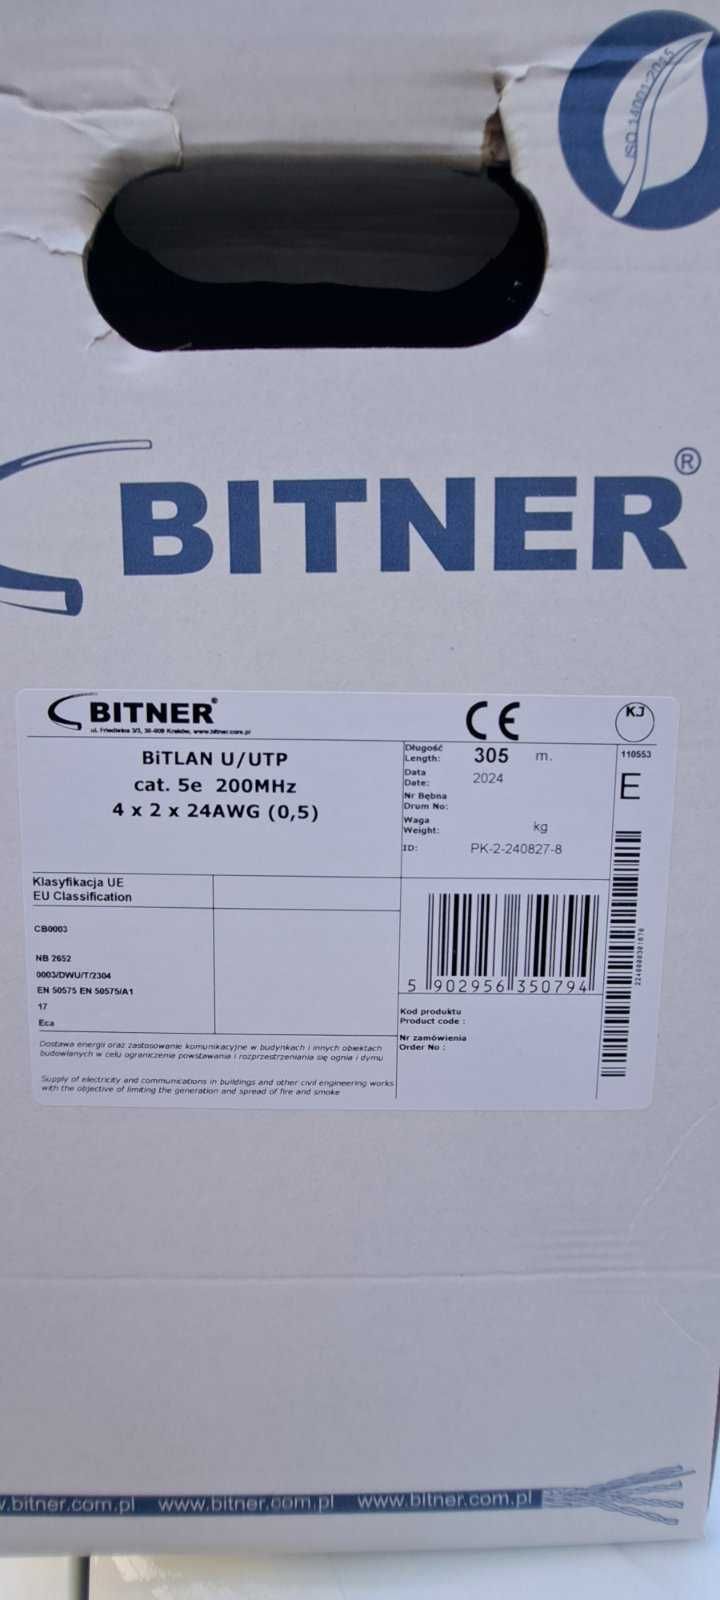 ISO 14001:2015
BITNER®
BITNER®
ul. Friedleina 3/3, 30-009 Kraków, www.bitner.com.pl
CE
KJ
BiTLAN U/UTP
cat. 5e 200MHz
4 x 2 x 24AWG (0,5)
Długość
Length: 305 m.
Data
Date: 2024
Nr Bębna
Drum No:
Waga
Weight: kg
ID: PK-2-240827-8
110553
E
Klasyfikacja UE
EU Classification
CB0003
NB 2652
0003/DWU/T/2304
EN 50575 EN 50575/A1
17
Eca
5 902956 350794
Kod produktu
Product code :
Nr zamówienia
Order No :
Dostawa energii oraz zastosowanie komunikacyjne w budynkach i innych obiektach
budowlanych w celu ograniczenia powstawania i rozprzestrzeniania się ognia i dymu
Supply of electricity and communications in buildings and other civil engineering works
with the objective of limiting the generation and spread of fire and smoke
w.bitner.com.pl www.bitner.com.pl www.bitner.com.pl